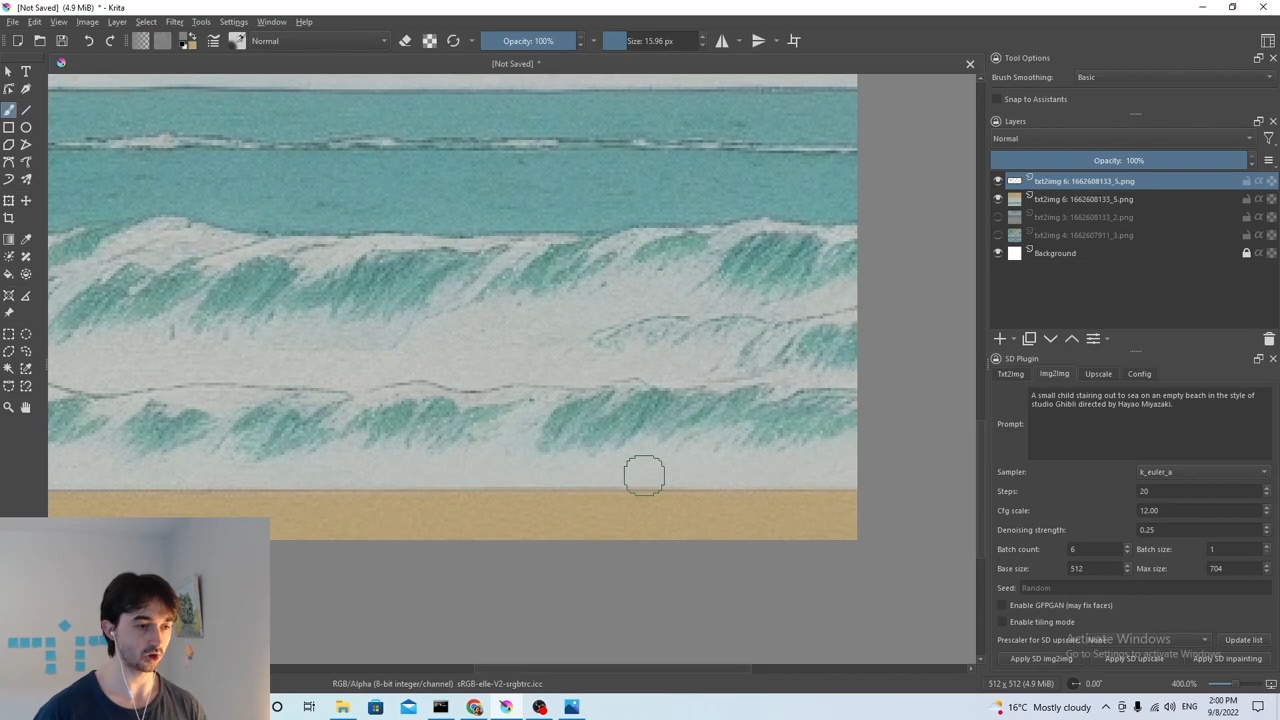 [Not Saved] (4.9 MiB) * - Krita
File Edit View Image Layer Select Filter Tools Settings Window Help
Normal
Opacity: 100%
Size: 15.96 px
[Not Saved] *
Tool Options
Brush Smoothing: Basic
Snap to Assistants
Layers
Normal
Opacity: 100%
txt2img 6: 1662608133_5.png
txt2img 6: 1662608133_5.png
txt2img 3: 1662608133_2.png
txt2img 4: 1662607911_3.png
Background
SD Plugin
Txt2Img Img2Img Upscale Config
A small child stairing out to sea on an empty beach in the style of
studio Ghibli directed by Hayao Miyazaki.
Prompt:
Sampler: k_euler_a
Steps: 20
Cfg scale: 12.00
Denoising strength: 0.25
Batch count: 6 Batch size: 1
Base size: 512 Max size: 704
Seed: Random
Enable GFPGAN (may fix faces)
Enable tiling mode
Prescaler for SD upscale: None Update list
Activate Windows
Go to Settings to activate Windows.
Apply SD img2img Apply SD upscale Apply SD inpainting
RGB/Alpha (8-bit integer/channel) sRGB-elle-V2-srgbtrc.icc
512 x 512 (4.9 MiB) 0.00° 400.0%
16°C Mostly cloudy
2:00 PM
9/8/2022